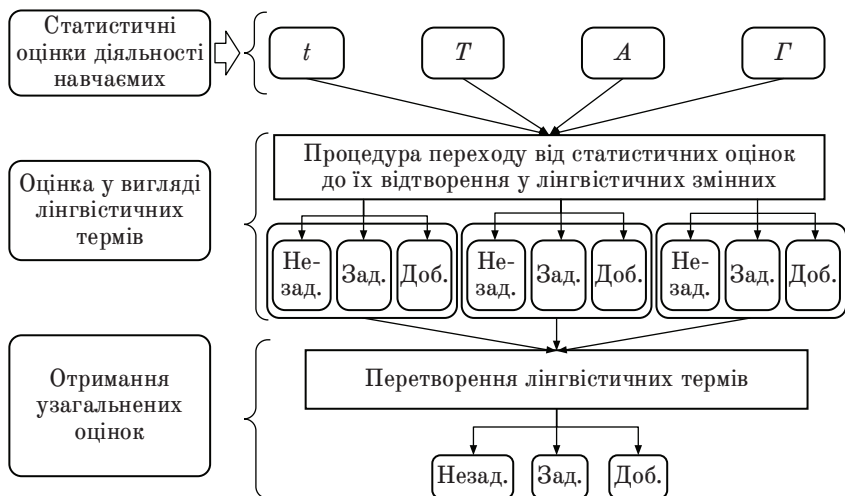 Статистичні
оцінки діяльності
навчаємих
t
T
A
Г
Процедура переходу від статистичних оцінок
до їх відтворення у лінгвістичних змінних
Оцінка у вигляді
лінгвістичних
термів
Не-
зад.
Зад.
Доб.
Не-
зад.
Зад.
Доб.
Не-
зад.
Зад.
Доб.
Отримання
узагальнених
оцінок
Перетворення лінгвістичних термів
Незад.
Зад.
Доб.